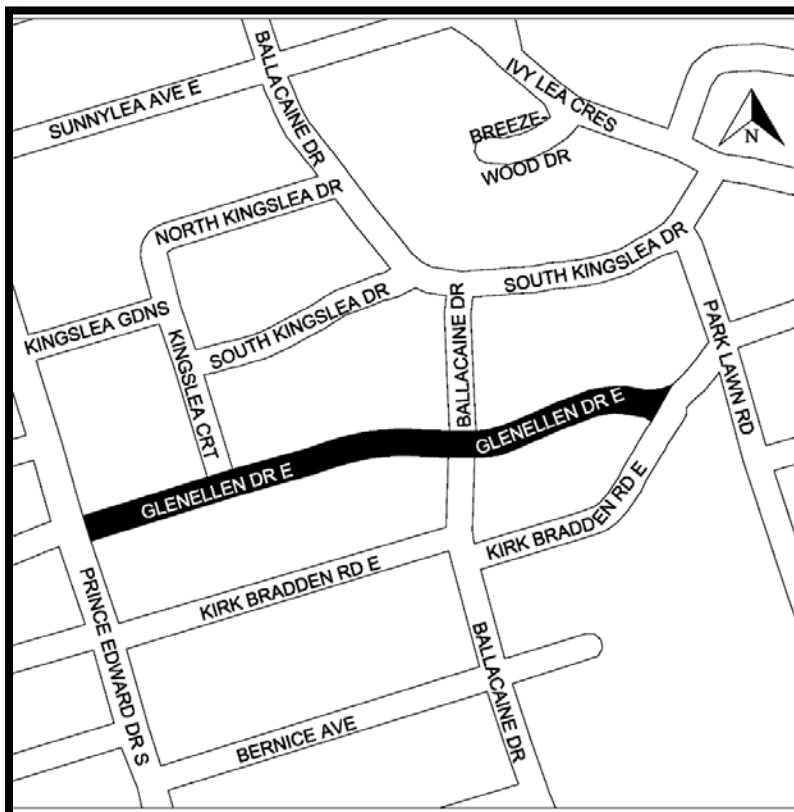 SUNNYLEA AVE E
BALLACAINE DR
IVY LEA CRES
BREEZE-
WOOD DR
N
NORTH KINGSLEA DR
SOUTH KINGSLEA DR
KINGSLEA GDNS
KINGSLEA CRT
SOUTH KINGSLEA DR
BALLACAINE DR
PARK LAWN RD
GLENELLEN DR E
GLENELLEN DR E
KIRK BRADDEN RD E
KIRK BRADDEN RD E
PRINCE EDWARD DR S
BALLACAINE DR
BERNICE AVE